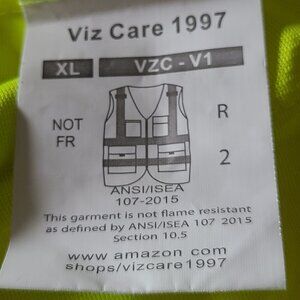 Viz Care 1997
XL VZC - V1
NOT
FR
R
2
ANSI/ISEA
107-2015
This garment is not flame resistant
as defined by ANSI/ISEA 107 2015
Section 10.5
www.amazon.com
shops/vizcare1997